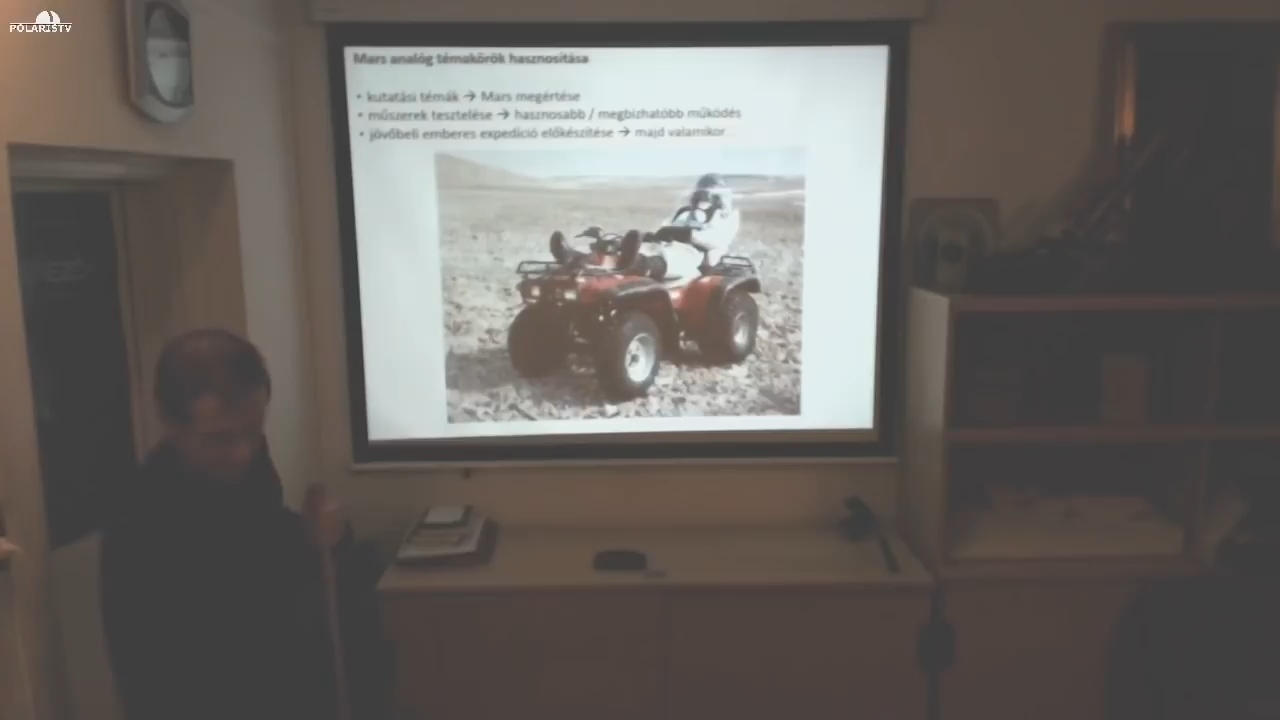 POLARISTV
Mars analóg témakörök hasznosítása
• kutatási témák → Mars megértése
• műszerek tesztelése → hasznosabb / megbízhatóbb működés
• jövőbeli emberes expedíció előkészítése → majd valamikor...